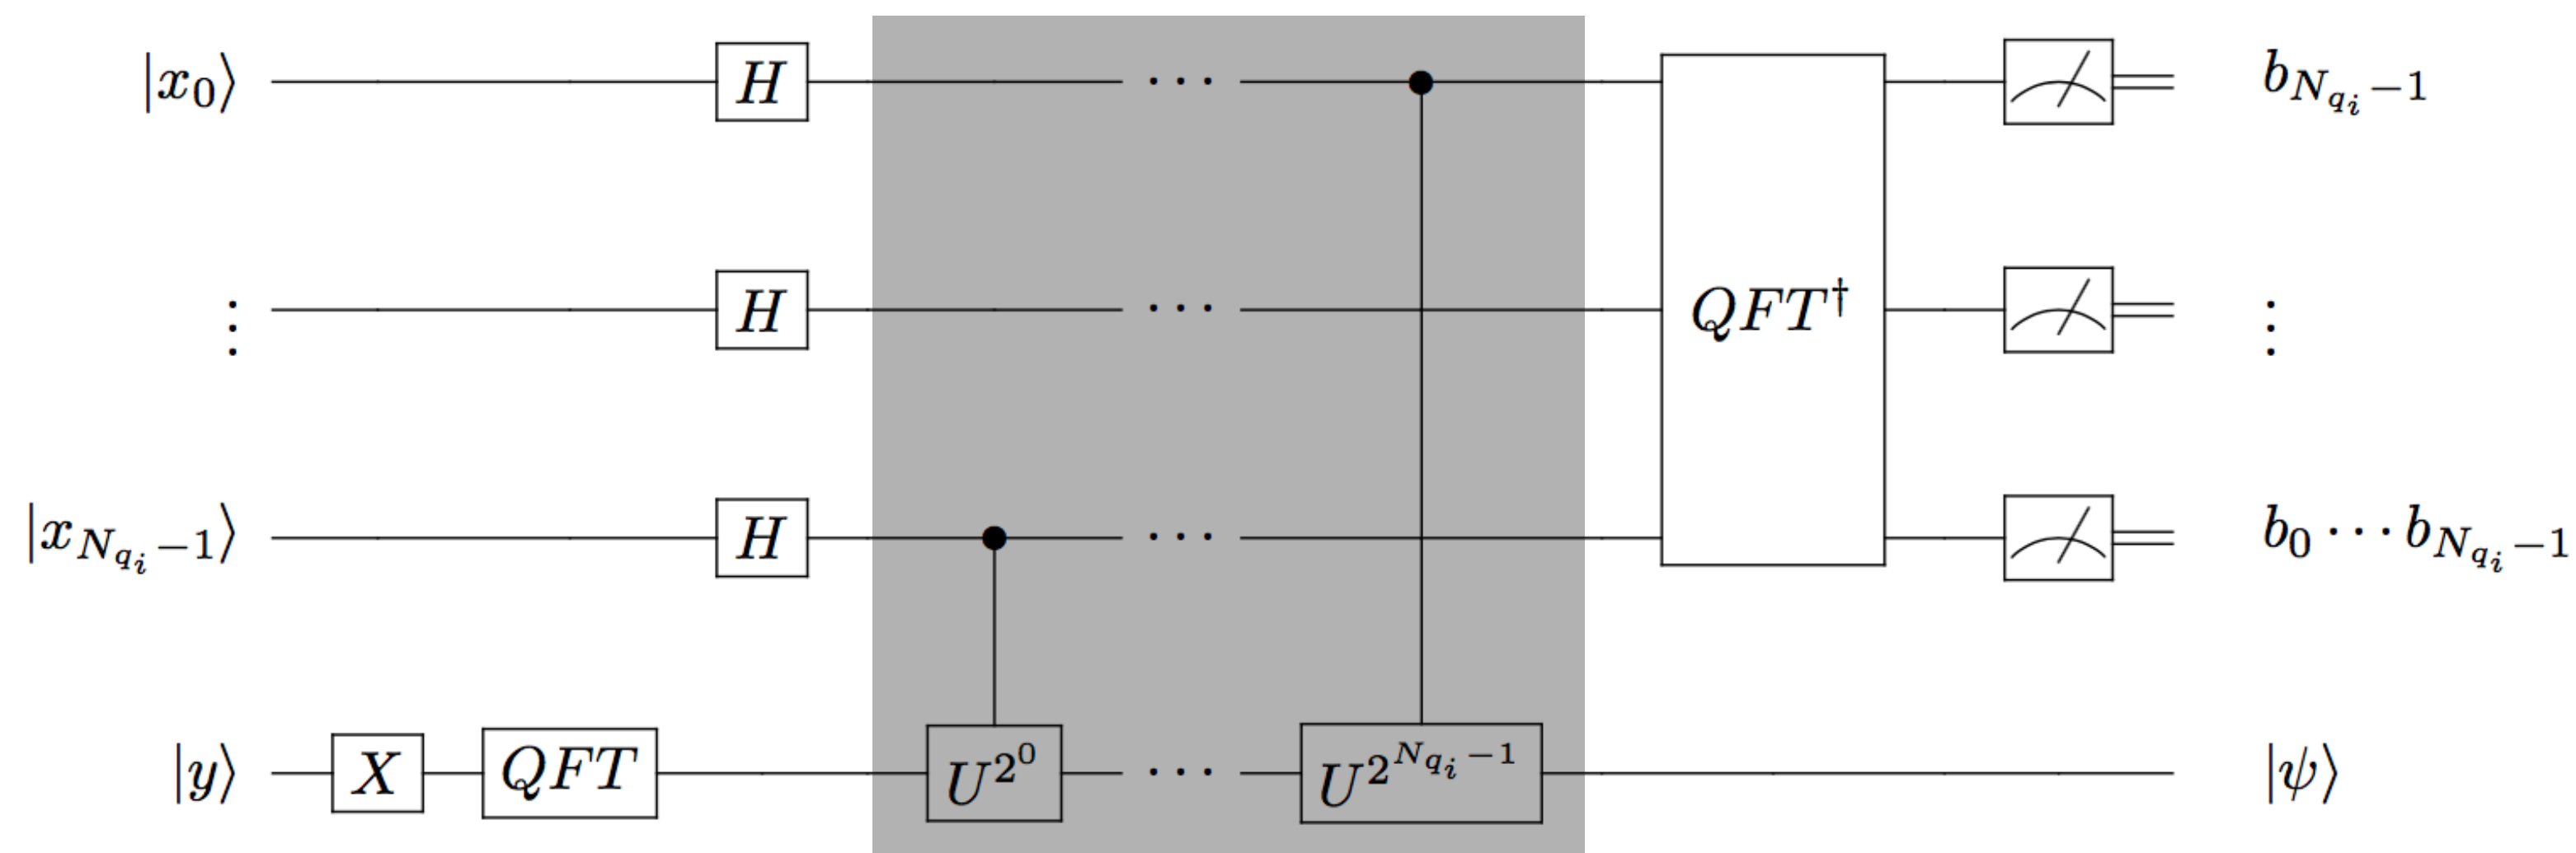 |x₀⟩ H ··· b_{N_{q_i}−1}
⋮ H ··· QFT† ⋮
|x_{N_{q_i}−1}⟩ H ··· b₀ ··· b_{N_{q_i}−1}
|y⟩ X QFT U^{2^0} ··· U^{2^{N_{q_i}−1}} |ψ⟩